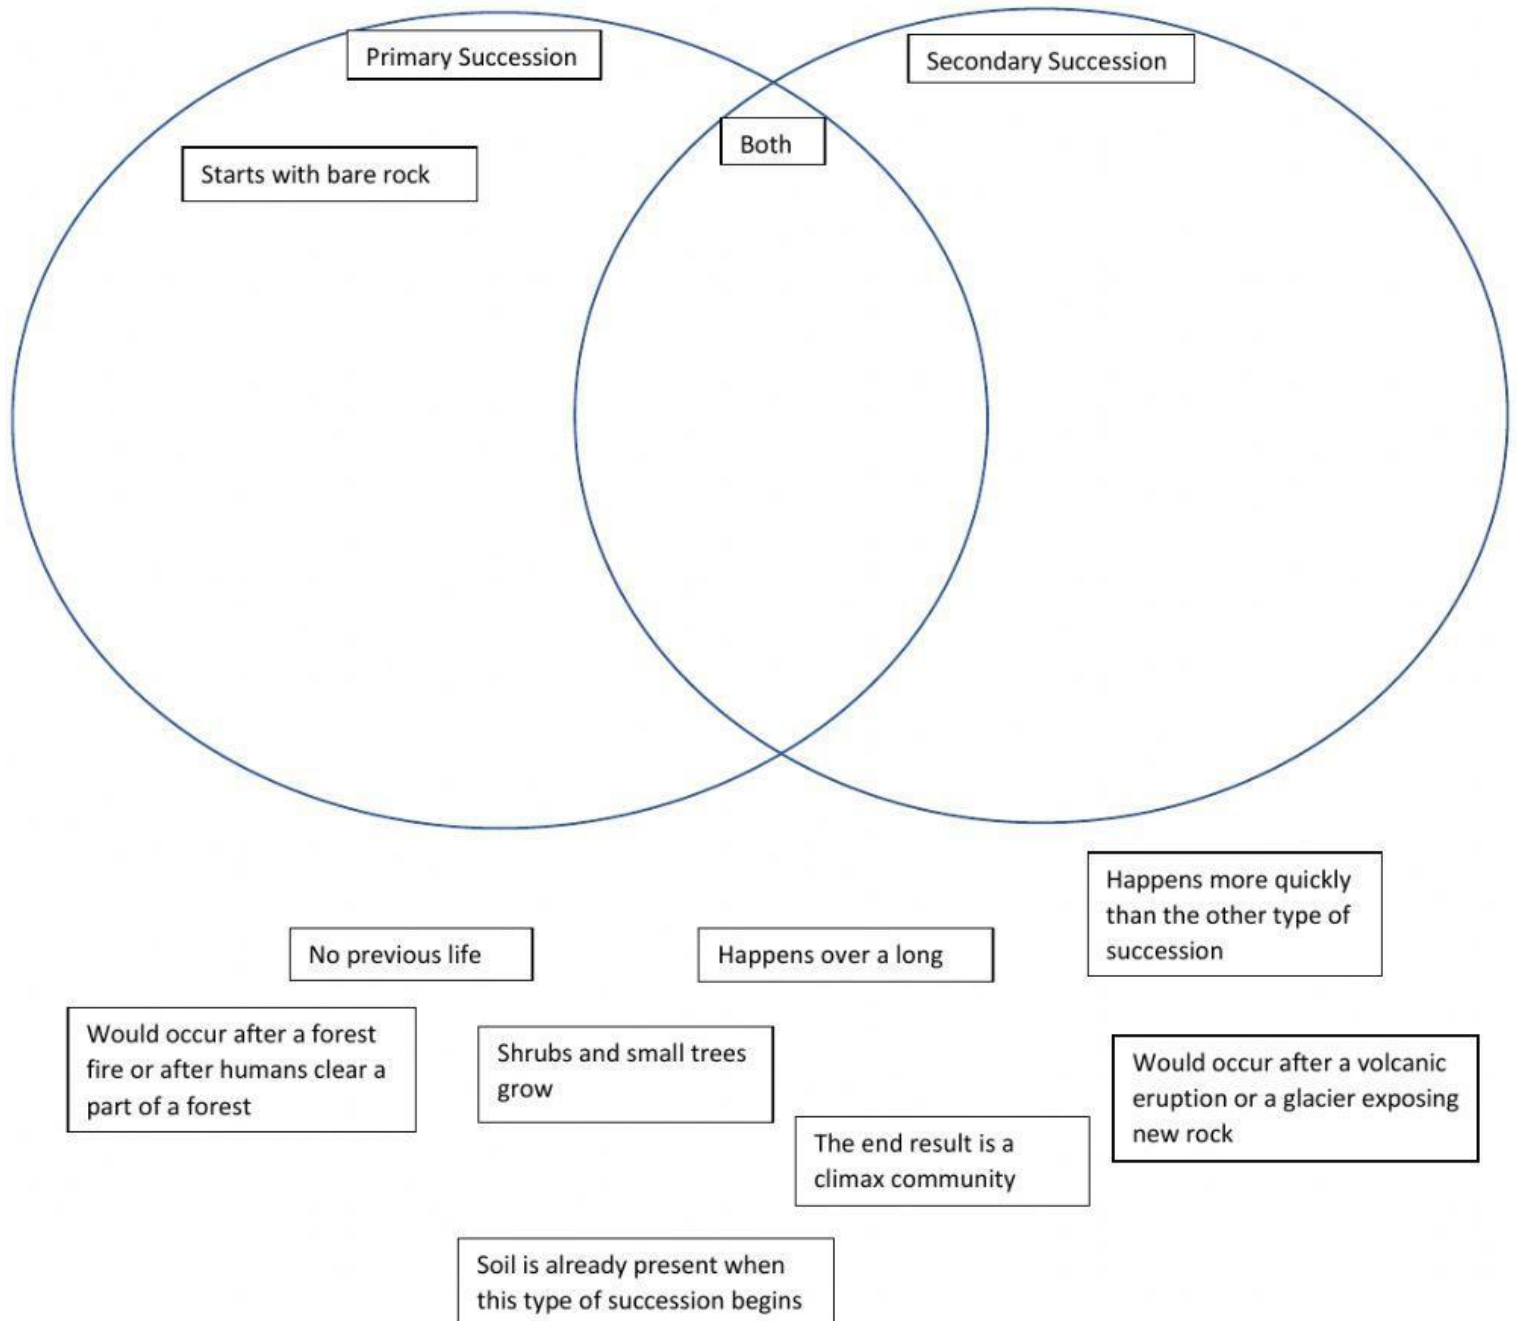 Primary Succession
Secondary Succession
Both
Starts with bare rock
Happens more quickly
than the other type of
succession
No previous life
Happens over a long
Would occur after a forest
fire or after humans clear a
part of a forest
Shrubs and small trees
grow
Would occur after a volcanic
eruption or a glacier exposing
new rock
The end result is a
climax community
Soil is already present when
this type of succession begins